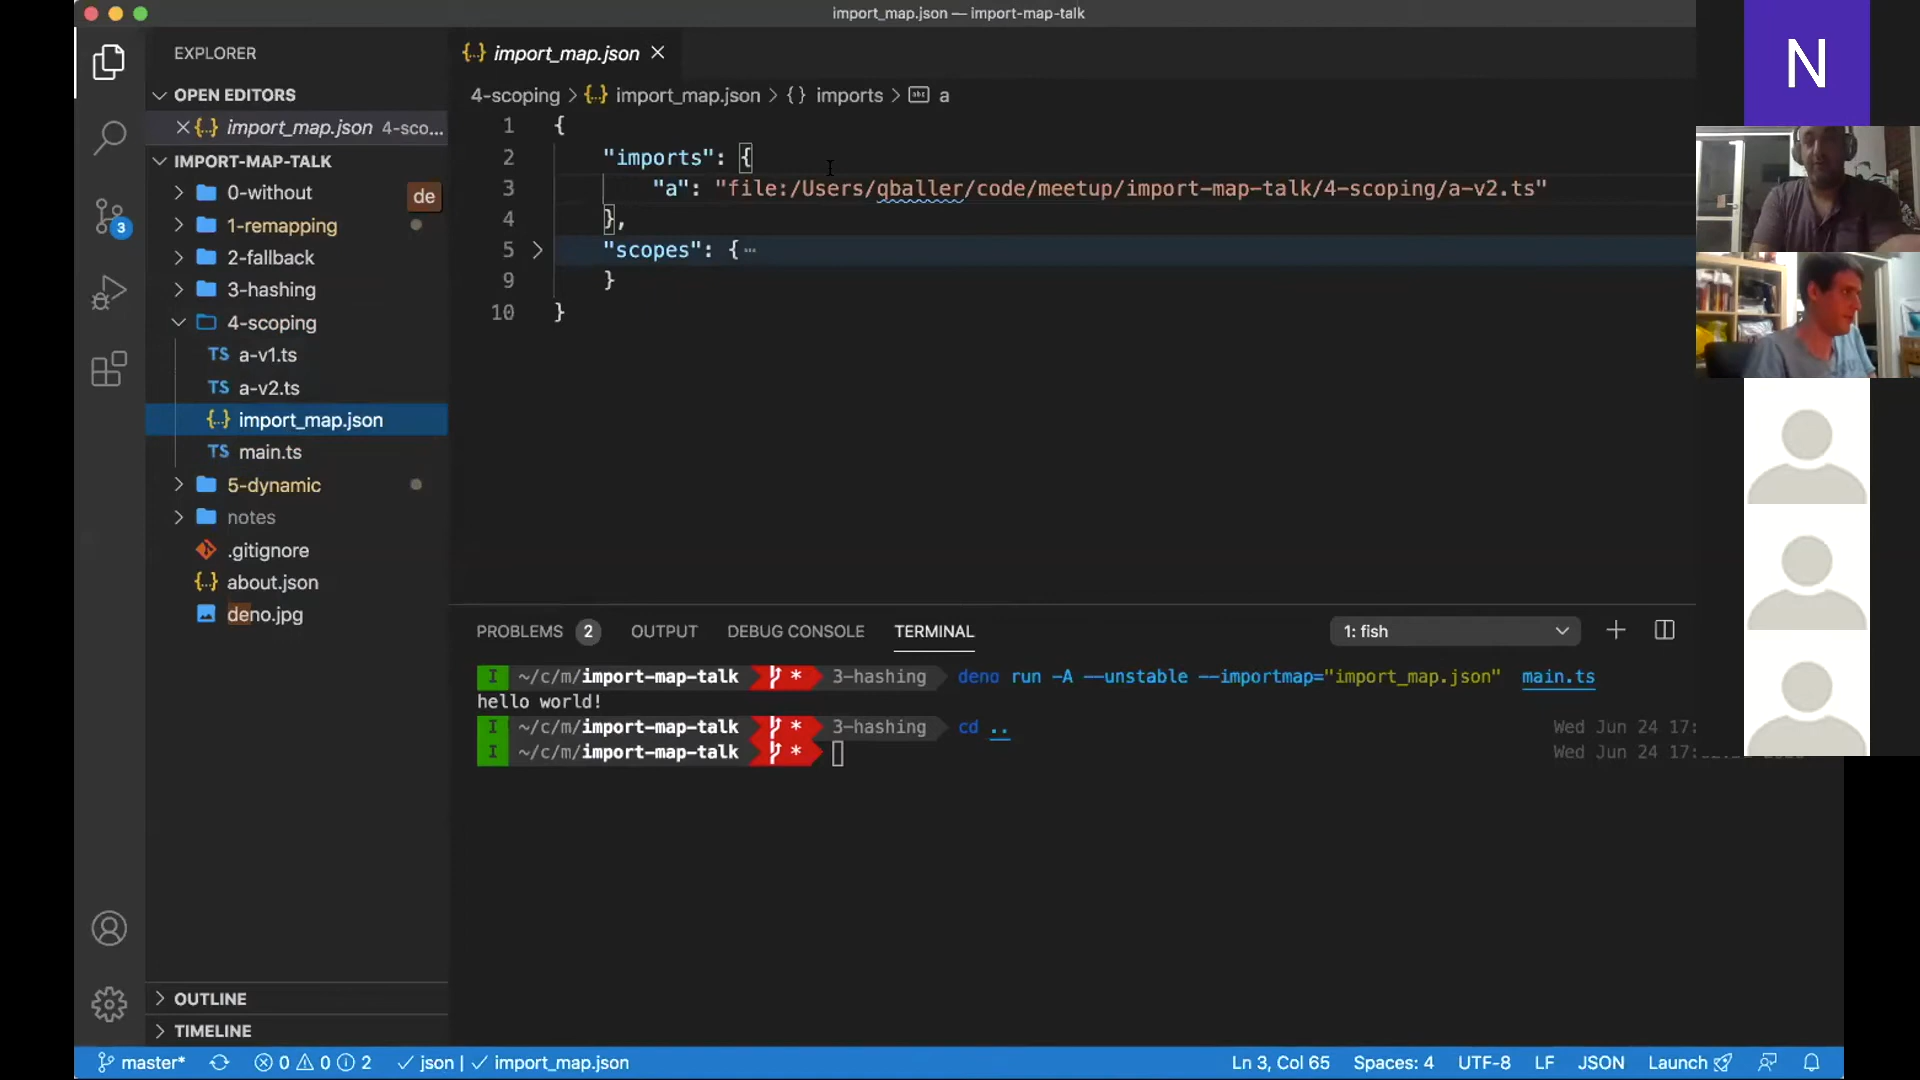 import_map.json — import-map-talk
N
EXPLORER
OPEN EDITORS
{..} import_map.json 4-sco...
IMPORT-MAP-TALK
0-without
de
1-remapping
2-fallback
3-hashing
4-scoping
TS a-v1.ts
TS a-v2.ts
{..} import_map.json
TS main.ts
5-dynamic
notes
.gitignore
{..} about.json
deno.jpg
OUTLINE
TIMELINE
3
{..} import_map.json
4-scoping > {..} import_map.json > {} imports > abc a
1 {
2 "imports": {
3 "a": "file:/Users/qballer/code/meetup/import-map-talk/4-scoping/a-v2.ts"
4 },
5 "scopes": { ...
9 }
10 }
PROBLEMS 2 OUTPUT DEBUG CONSOLE TERMINAL
1: fish
I ~/c/m/import-map-talk * 3-hashing deno run -A --unstable --importmap="import_map.json" main.ts
hello world!
I ~/c/m/import-map-talk * 3-hashing cd .. Wed Jun 24 17:
I ~/c/m/import-map-talk * Wed Jun 24 17:
master* 0 0 2 json | import_map.json Ln 3, Col 65 Spaces: 4 UTF-8 LF JSON Launch